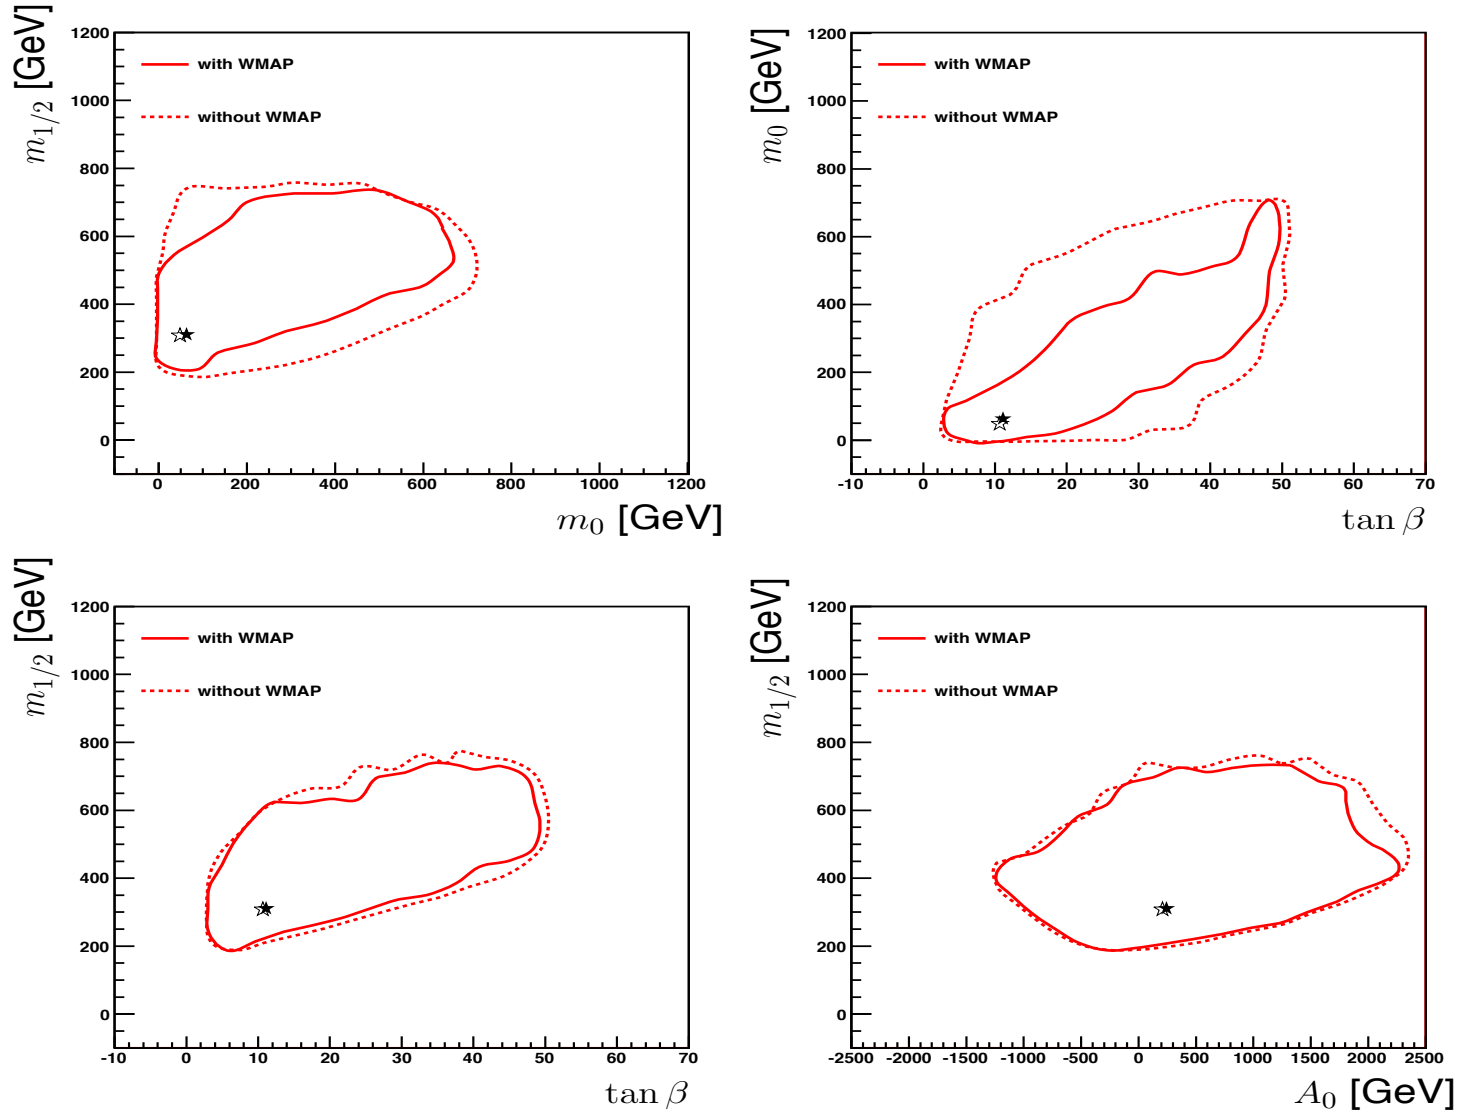 m1/2 [GeV]
1200
1000
800
600
400
200
0
with WMAP
without WMAP
0 200 400 600 800 1000 1200
m0 [GeV]
m0 [GeV]
1200
1000
800
600
400
200
0
with WMAP
without WMAP
-10 0 10 20 30 40 50 60 70
tan β
m1/2 [GeV]
1200
1000
800
600
400
200
0
with WMAP
without WMAP
-10 0 10 20 30 40 50 60 70
tan β
m1/2 [GeV]
1200
1000
800
600
400
200
0
with WMAP
without WMAP
-2500 -2000 -1500 -1000 -500 0 500 1000 1500 2000 2500
A0 [GeV]